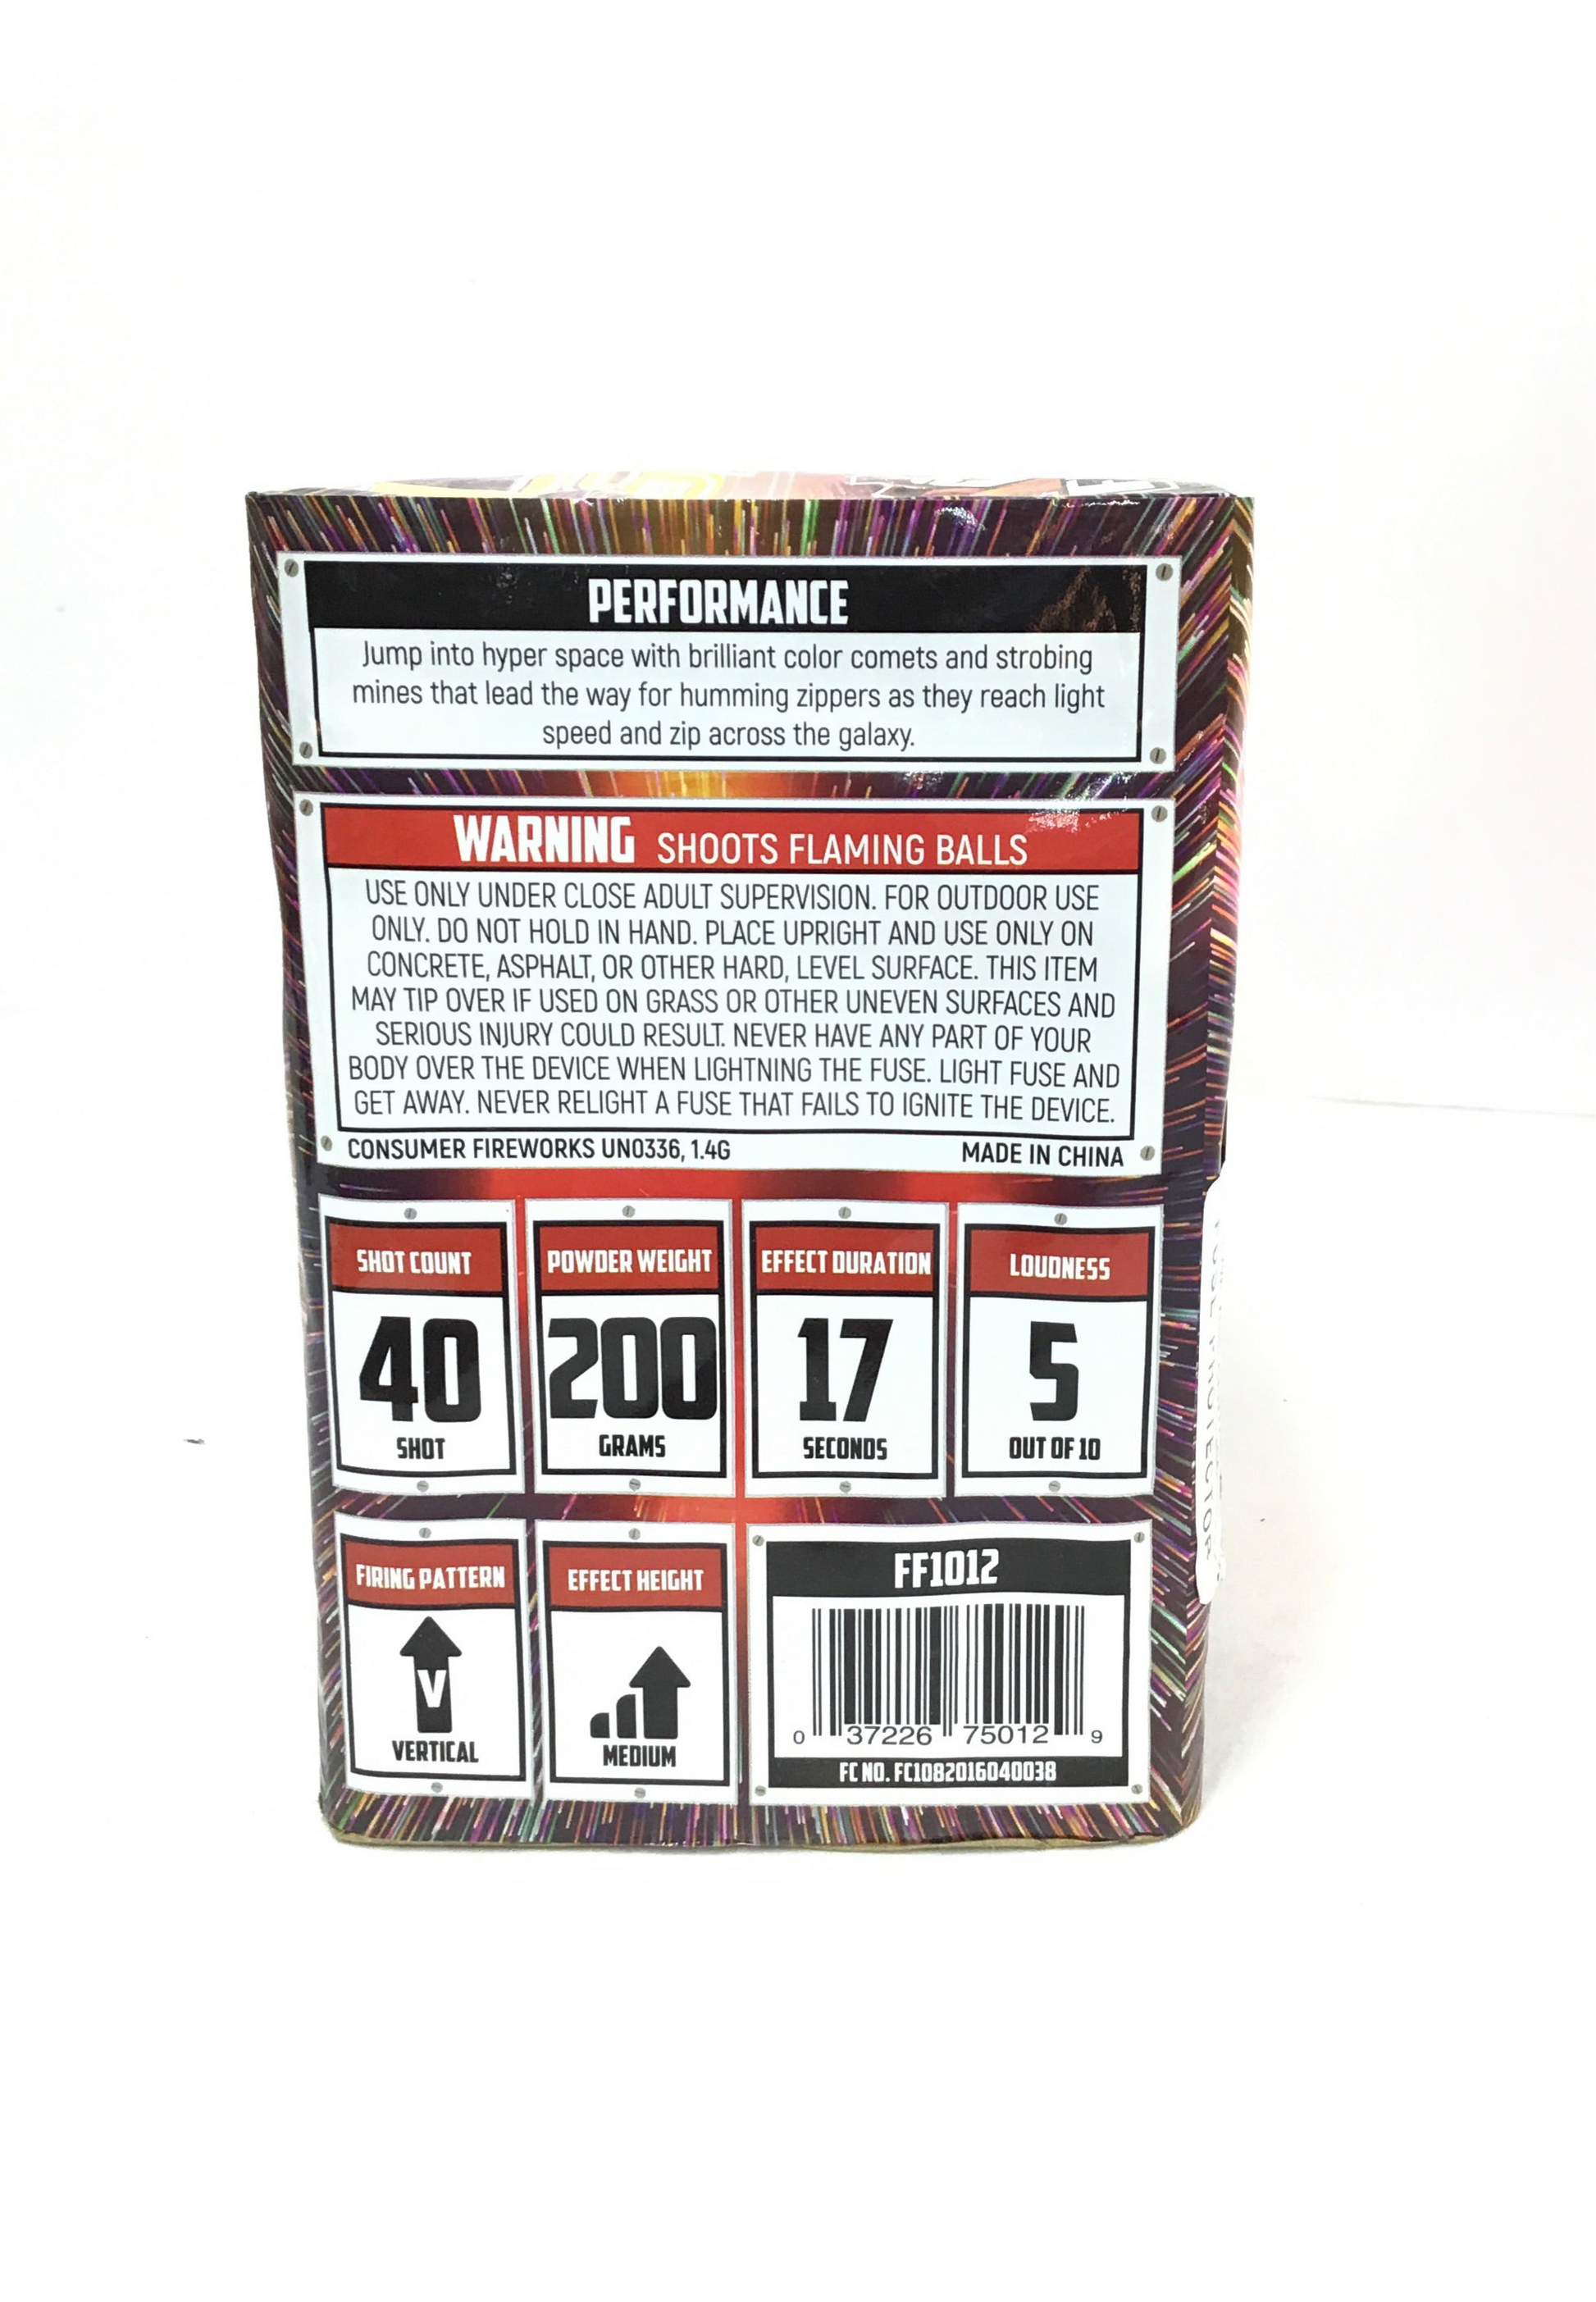 PERFORMANCE
Jump into hyper space with brilliant color comets and strobing
mines that lead the way for humming zippers as they reach light
speed and zip across the galaxy.
WARNING SHOOTS FLAMING BALLS
USE ONLY UNDER CLOSE ADULT SUPERVISION. FOR OUTDOOR USE
ONLY. DO NOT HOLD IN HAND. PLACE UPRIGHT AND USE ONLY ON
CONCRETE, ASPHALT, OR OTHER HARD, LEVEL SURFACE. THIS ITEM
MAY TIP OVER IF USED ON GRASS OR OTHER UNEVEN SURFACES AND
SERIOUS INJURY COULD RESULT. NEVER HAVE ANY PART OF YOUR
BODY OVER THE DEVICE WHEN LIGHTNING THE FUSE. LIGHT FUSE AND
GET AWAY. NEVER RELIGHT A FUSE THAT FAILS TO IGNITE THE DEVICE.
CONSUMER FIREWORKS UN0336, 1.4G MADE IN CHINA
SHOT COUNT
40
SHOT
POWDER WEIGHT
200
GRAMS
EFFECT DURATION
17
SECONDS
LOUDNESS
5
OUT OF 10
FIRING PATTERN
V
VERTICAL
EFFECT HEIGHT
MEDIUM
FF1012
0 37226 75012 9
FC NO. FC1082016040038